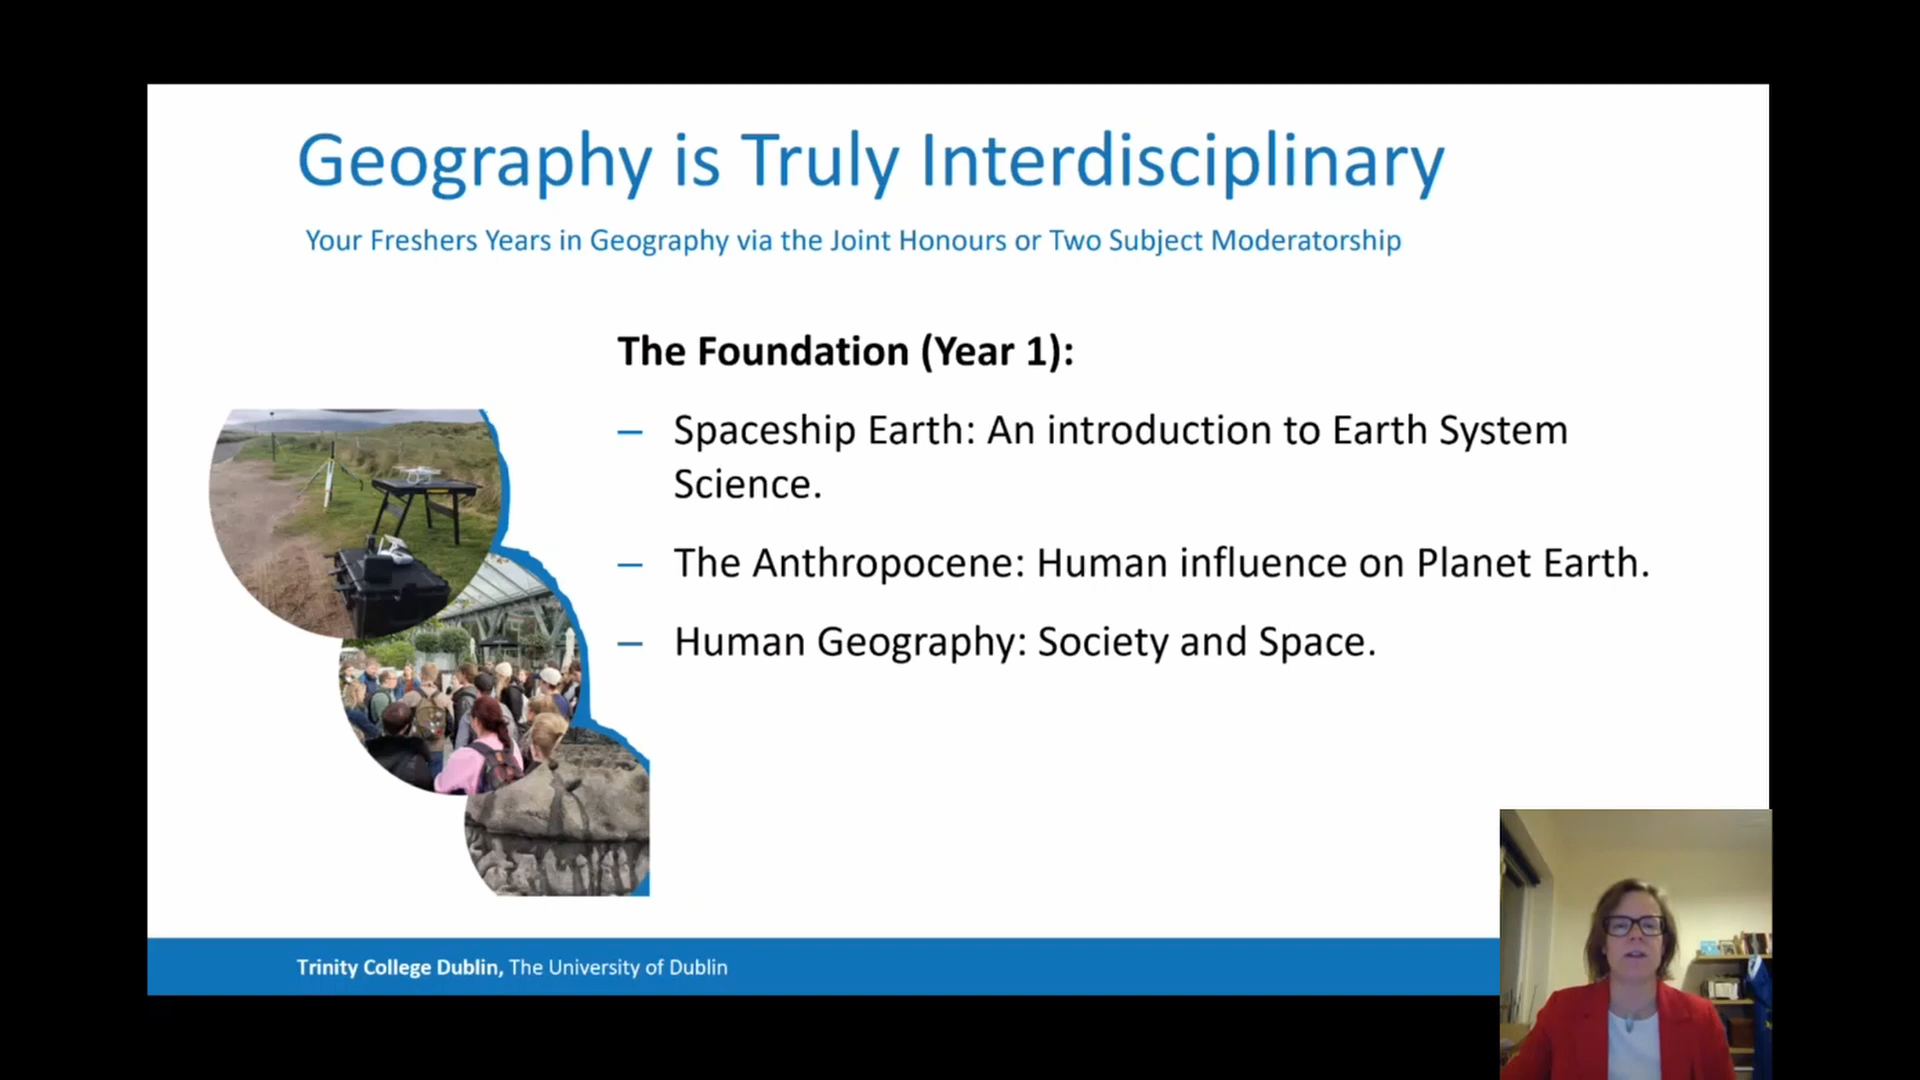 Geography is Truly Interdisciplinary
Your Freshers Years in Geography via the Joint Honours or Two Subject Moderatorship
The Foundation (Year 1):
– Spaceship Earth: An introduction to Earth System
Science.
– The Anthropocene: Human influence on Planet Earth.
– Human Geography: Society and Space.
Trinity College Dublin, The University of Dublin